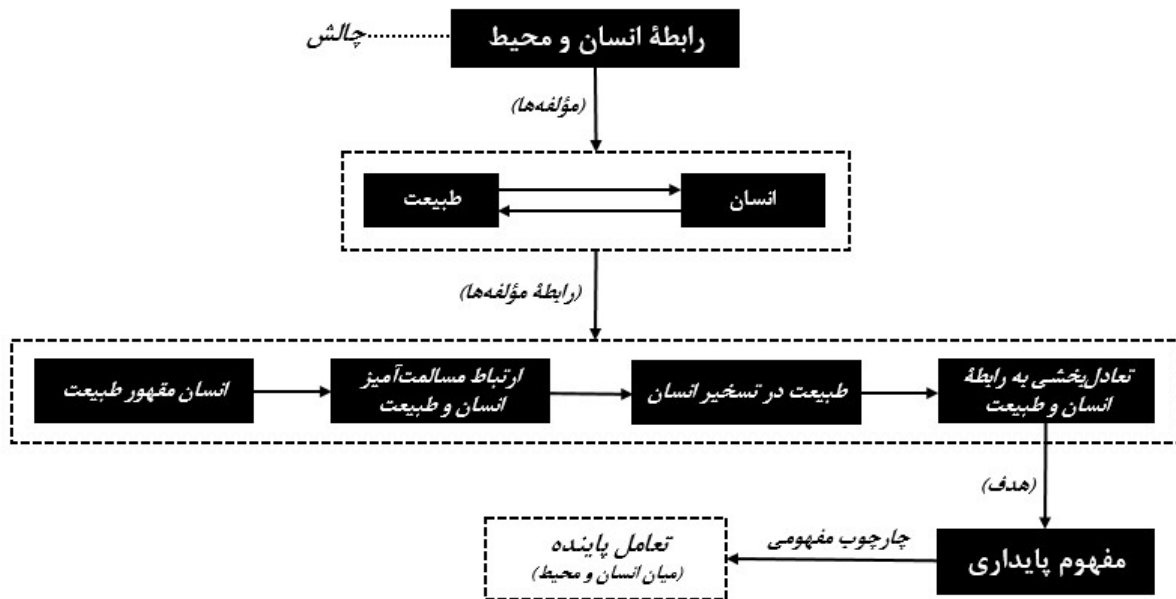 رابطهٔ انسان و محیط
چالش
(مؤلفه‌ها)
انسان
طبیعت
(رابطهٔ مؤلفه‌ها)
انسان مقهور طبیعت
ارتباط مسالمت‌آمیز
انسان و طبیعت
طبیعت در تسخیر انسان
تعادل‌بخشی به رابطهٔ
انسان و طبیعت
(هدف)
مفهوم پایداری
چارچوب مفهومی
تعامل پاینده
(میان انسان و محیط)